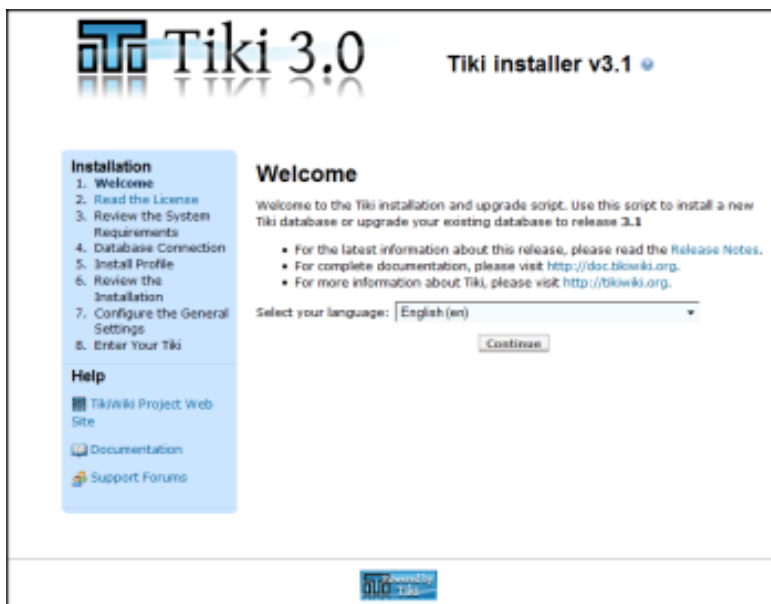 Tiki 3.0
Tiki installer v3.1
Installation
1. Welcome
2. Read the License
3. Review the System
Requirements
4. Database Connection
5. Install Profile
6. Review the
Installation
7. Configure the General
Settings
8. Enter Your Tiki
Help
TikiWiki Project Web
Site
Documentation
Support Forums
Welcome
Welcome to the Tiki installation and upgrade script. Use this script to install a new
Tiki database or upgrade your existing database to release 3.1
• For the latest information about this release, please read the Release Notes.
• For complete documentation, please visit http://doc.tikiwiki.org.
• For more information about Tiki, please visit http://tikiwiki.org.
Select your language: English (en)
Continue
Powered by
Tiki